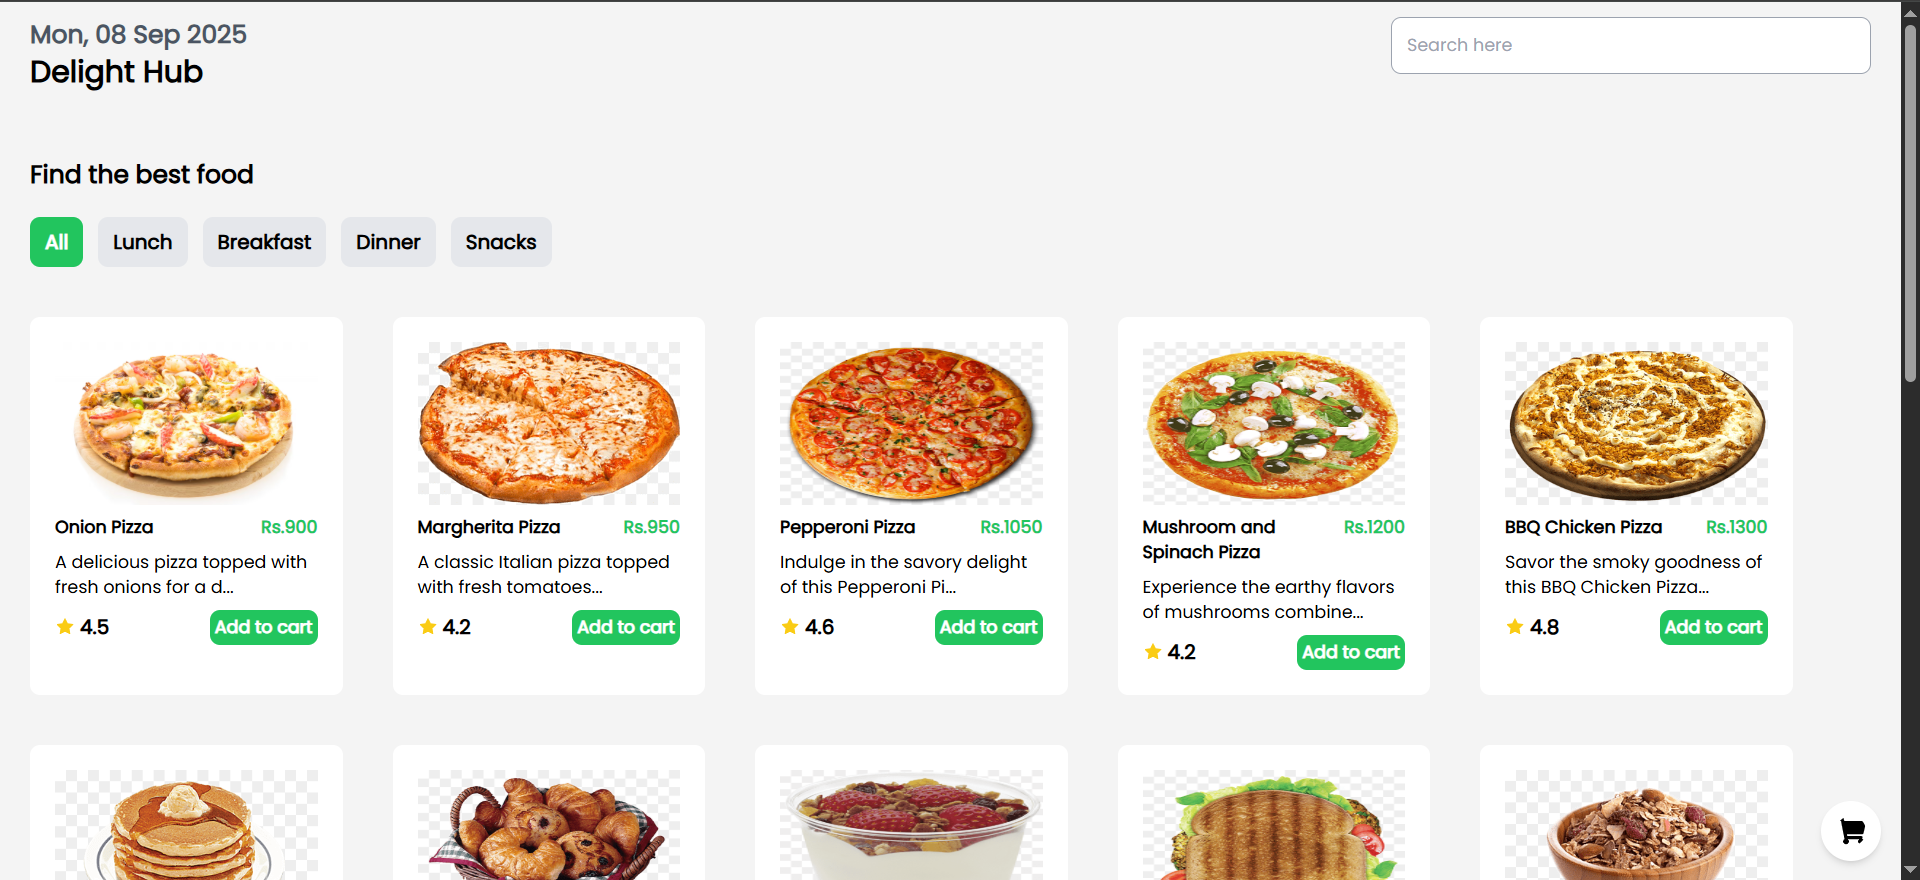 Mon, 08 Sep 2025
Delight Hub
Search here
Find the best food
All
Lunch
Breakfast
Dinner
Snacks
Onion Pizza
Rs.900
A delicious pizza topped with
fresh onions for a d...
4.5
Add to cart
Margherita Pizza
Rs.950
A classic Italian pizza topped
with fresh tomatoes...
4.2
Add to cart
Pepperoni Pizza
Rs.1050
Indulge in the savory delight
of this Pepperoni Pi...
4.6
Add to cart
Mushroom and
Spinach Pizza
Rs.1200
Experience the earthy flavors
of mushrooms combine...
4.2
Add to cart
BBQ Chicken Pizza
Rs.1300
Savor the smoky goodness of
this BBQ Chicken Pizza...
4.8
Add to cart